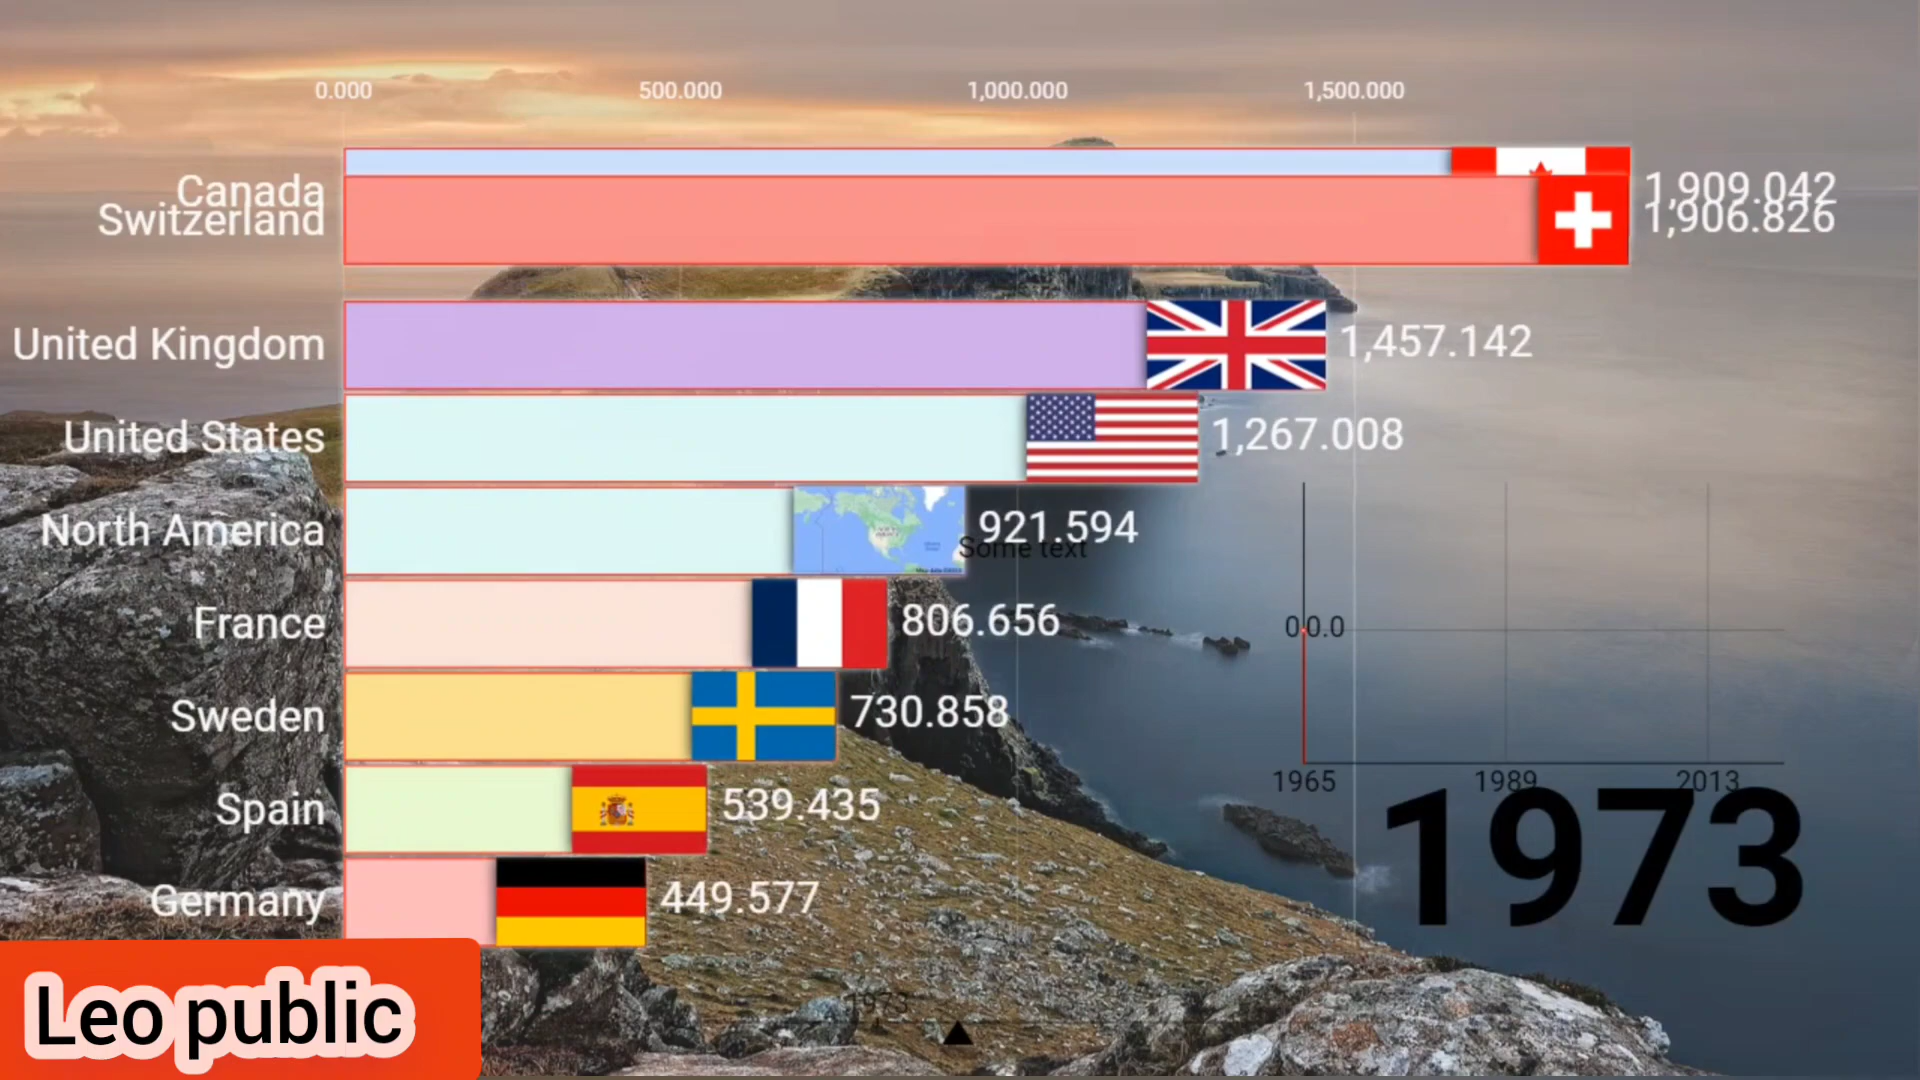 0.000 500.000 1,000.000 1,500.000
Canada 1,909.042
Switzerland 1,906.826
United Kingdom 1,457.142
United States 1,267.008
North America 921.594
Some text
France 806.656
00.0
Sweden 730.858
1965 1989 2013
Spain 539.435
1973
Germany 449.577
1973
Leo public